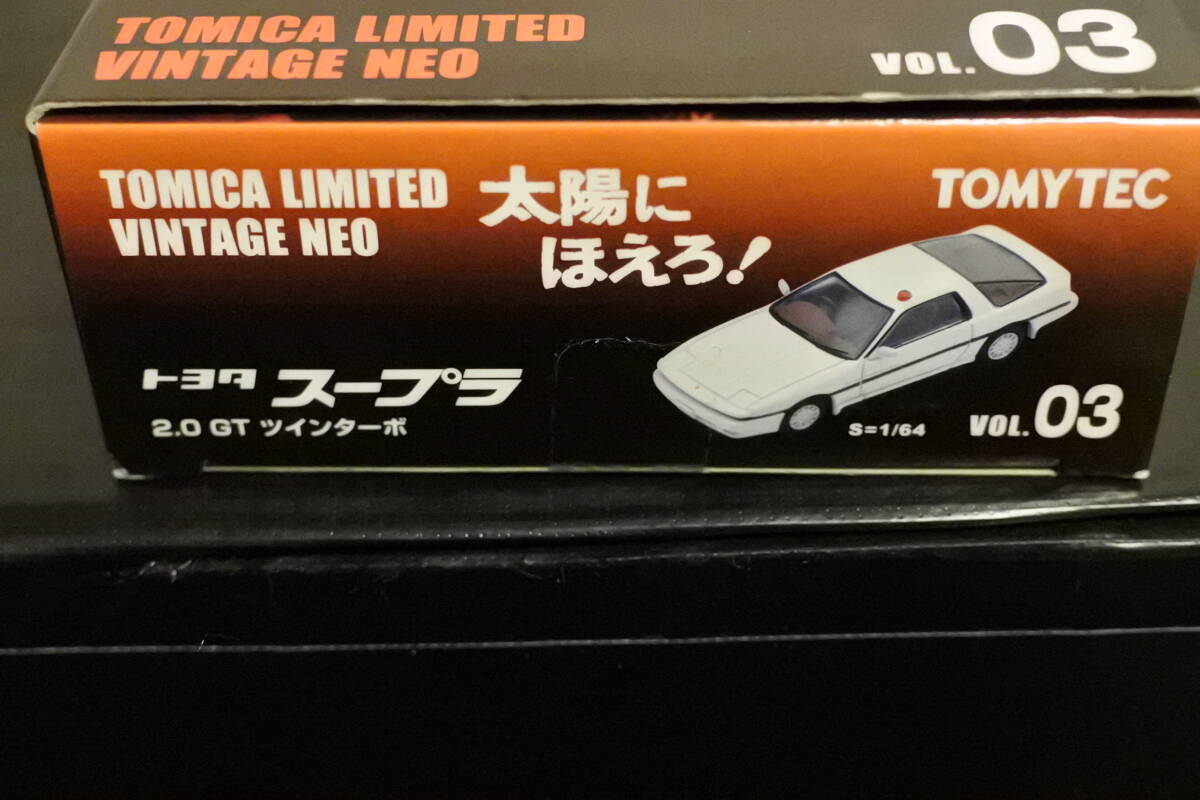 TOMICA LIMITED
VINTAGE NEO
VOL.03
TOMICA LIMITED
VINTAGE NEO
太陽に
ほえろ!
TOMYTEC
トヨタ スープラ
2.0 GT ツインターボ
S=1/64
VOL.03